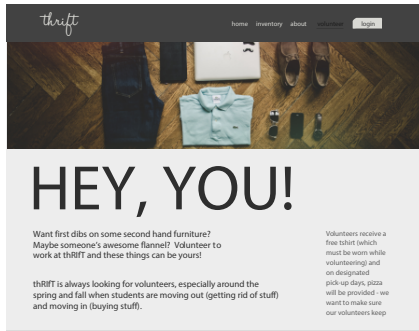 thrift
home inventory about volunteer login
HEY, YOU!
Want first dibs on some second hand furniture?
Maybe someone's awesome flannel? Volunteer to
work at thRIfT and these things can be yours!
thRIfT is always looking for volunteers, especially around the
spring and fall when students are moving out (getting rid of stuff)
and moving in (buying stuff).
Volunteers receive a
free tshirt (which
must be worn while
volunteering) and
on designated
pick-up days, pizza
will be provided - we
want to make sure
our volunteers keep